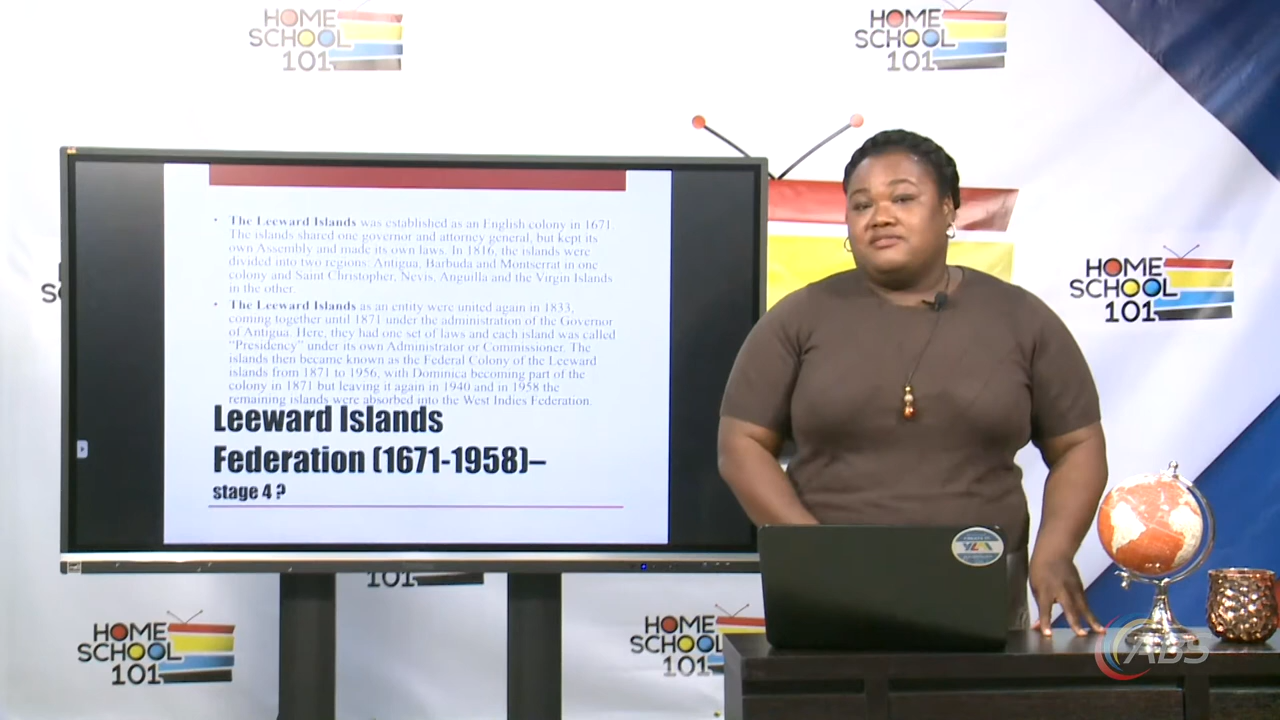 HOME
SCHOOL
101
HOME
SCHOOL
101
• The Leeward Islands was established as an English colony in 1671.
The islands shared one governor and attorney general, but kept its
own Assembly and made its own laws. In 1816, the islands were
divided into two regions: Antigua, Barbuda and Montserrat in one
colony and Saint Christopher, Nevis, Anguilla and the Virgin Islands
in the other.
• The Leeward Islands as an entity were united again in 1833,
coming together until 1871 under the administration of the Governor
of Antigua. Here, they had one set of laws and each island was called
“Presidency” under its own Administrator or Commissioner. The
islands then became known as the Federal Colony of the Leeward
islands from 1871 to 1956, with Dominica becoming part of the
colony in 1871 but leaving it again in 1940 and in 1958 the
remaining islands were absorbed into the West Indies Federation.
Leeward Islands
Federation (1671-1958)–
stage 4 ?
HOME
SCHOOL
101
101
HOME
SCHOOL
101
HOME
SCHOOL
101
ABS